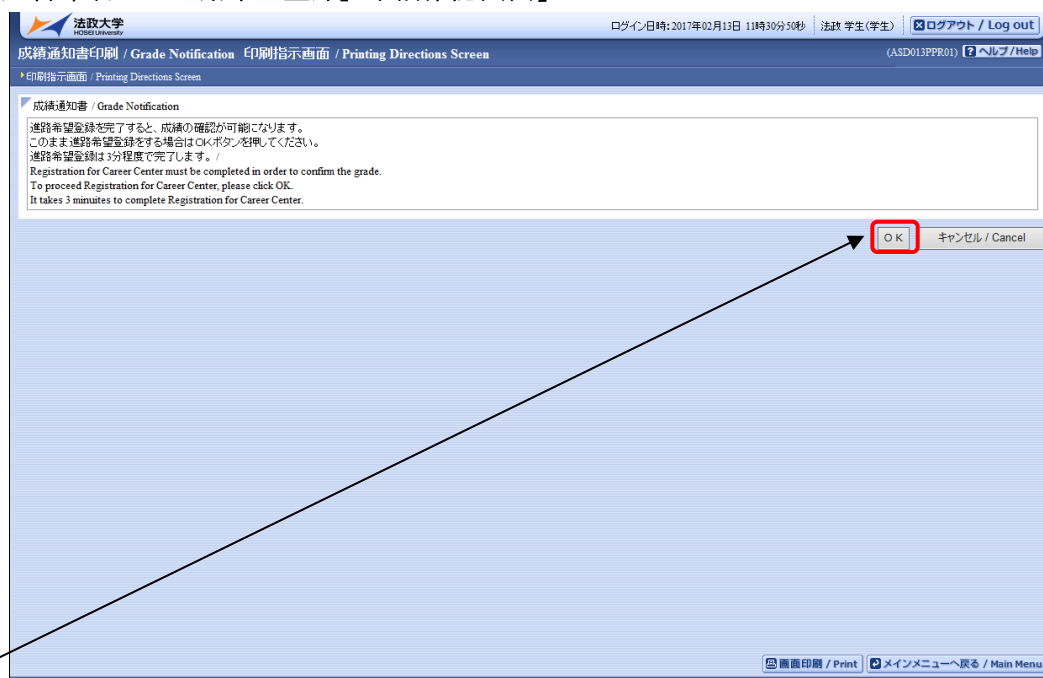 法政大学
HOSEI University
ログイン日時:2017年02月13日 11時30分50秒 法政 学生(学生) ログアウト / Log out
成績通知書印刷 / Grade Notification 印刷指示画面 / Printing Directions Screen
(ASD013PPR01) ヘルプ/Help
印刷指示画面 / Printing Directions Screen
成績通知書 / Grade Notification
進路希望登録を完了すると、成績の確認が可能になります。
このまま進路希望登録をする場合はOKボタンを押してください。
進路希望登録は3分程度で完了します。/
Registration for Career Center must be completed in order to confirm the grade.
To proceed Registration for Career Center, please click OK.
It takes 3 minuites to complete Registration for Career Center.
OK キャンセル / Cancel
画面印刷 / Print メインメニューへ戻る / Main Menu